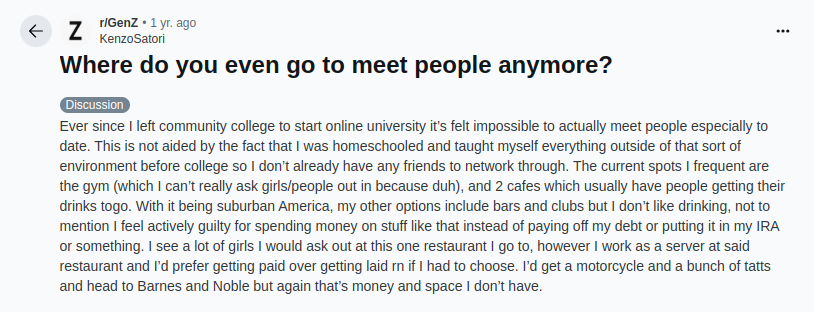 r/GenZ • 1 yr. ago
KenzoSatori
Where do you even go to meet people anymore?
Discussion
Ever since I left community college to start online university it’s felt impossible to actually meet people especially to
date. This is not aided by the fact that I was homeschooled and taught myself everything outside of that sort of
environment before college so I don’t already have any friends to network through. The current spots I frequent are
the gym (which I can’t really ask girls/people out in because duh), and 2 cafes which usually have people getting their
drinks togo. With it being suburban America, my other options include bars and clubs but I don’t like drinking, not to
mention I feel actively guilty for spending money on stuff like that instead of paying off my debt or putting it in my IRA
or something. I see a lot of girls I would ask out at this one restaurant I go to, however I work as a server at said
restaurant and I’d prefer getting paid over getting laid rn if I had to choose. I’d get a motorcycle and a bunch of tatts
and head to Barnes and Noble but again that’s money and space I don’t have.